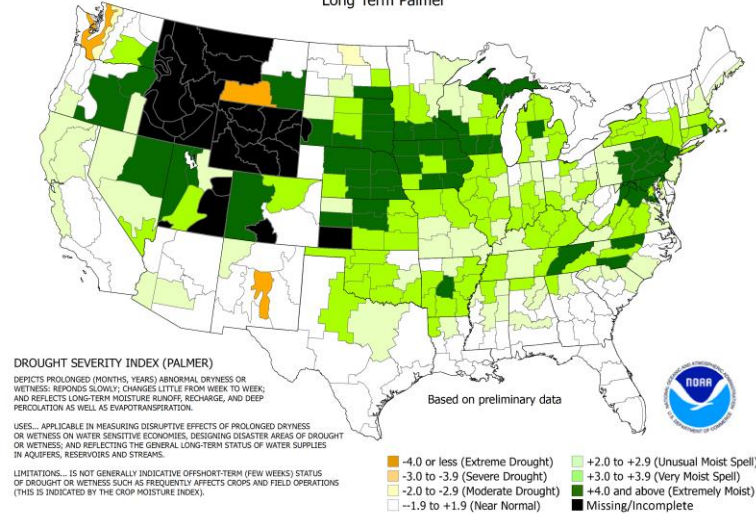 Long Term Palmer
DROUGHT SEVERITY INDEX (PALMER)
DEPICTS PROLONGED (MONTHS, YEARS) ABNORMAL DRYNESS OR
WETNESS: REPONDS SLOWLY; CHANGES LITTLE FROM WEEK TO WEEK;
AND REFLECTS LONG-TERM MOISTURE RUNOFF, RECHARGE, AND DEEP
PERCOLATION AS WELL AS EVAPOTRANSPIRATION.
USES... APPLICABLE IN MEASURING DISRUPTIVE EFFECTS OF PROLONGED DRYNESS
OR WETNESS ON WATER SENSITIVE ECONOMIES, DESIGNING DISASTER AREAS OF DROUGHT
OR WETNESS; AND REFLECTING THE GENERAL LONG-TERM STATUS OF WATER SUPPLIES
IN AQUIFERS, RESERVOIRS AND STREAMS.
LIMITATIONS... IS NOT GENERALLY INDICATIVE OFFSHORT-TERM (FEW WEEKS) STATUS
OF DROUGHT OR WETNESS SUCH AS FREQUENTLY AFFECTS CROPS AND FIELD OPERATIONS
(THIS IS INDICATED BY THE CROP MOISTURE INDEX).
Based on preliminary data
NATIONAL OCEANIC AND ATMOSPHERIC ADMINISTRATION
NOAA
U.S. DEPARTMENT OF COMMERCE
-4.0 or less (Extreme Drought)
-3.0 to -3.9 (Severe Drought)
-2.0 to -2.9 (Moderate Drought)
--1.9 to +1.9 (Near Normal)
+2.0 to +2.9 (Unusual Moist Spell)
+3.0 to +3.9 (Very Moist Spell)
+4.0 and above (Extremely Moist)
Missing/Incomplete